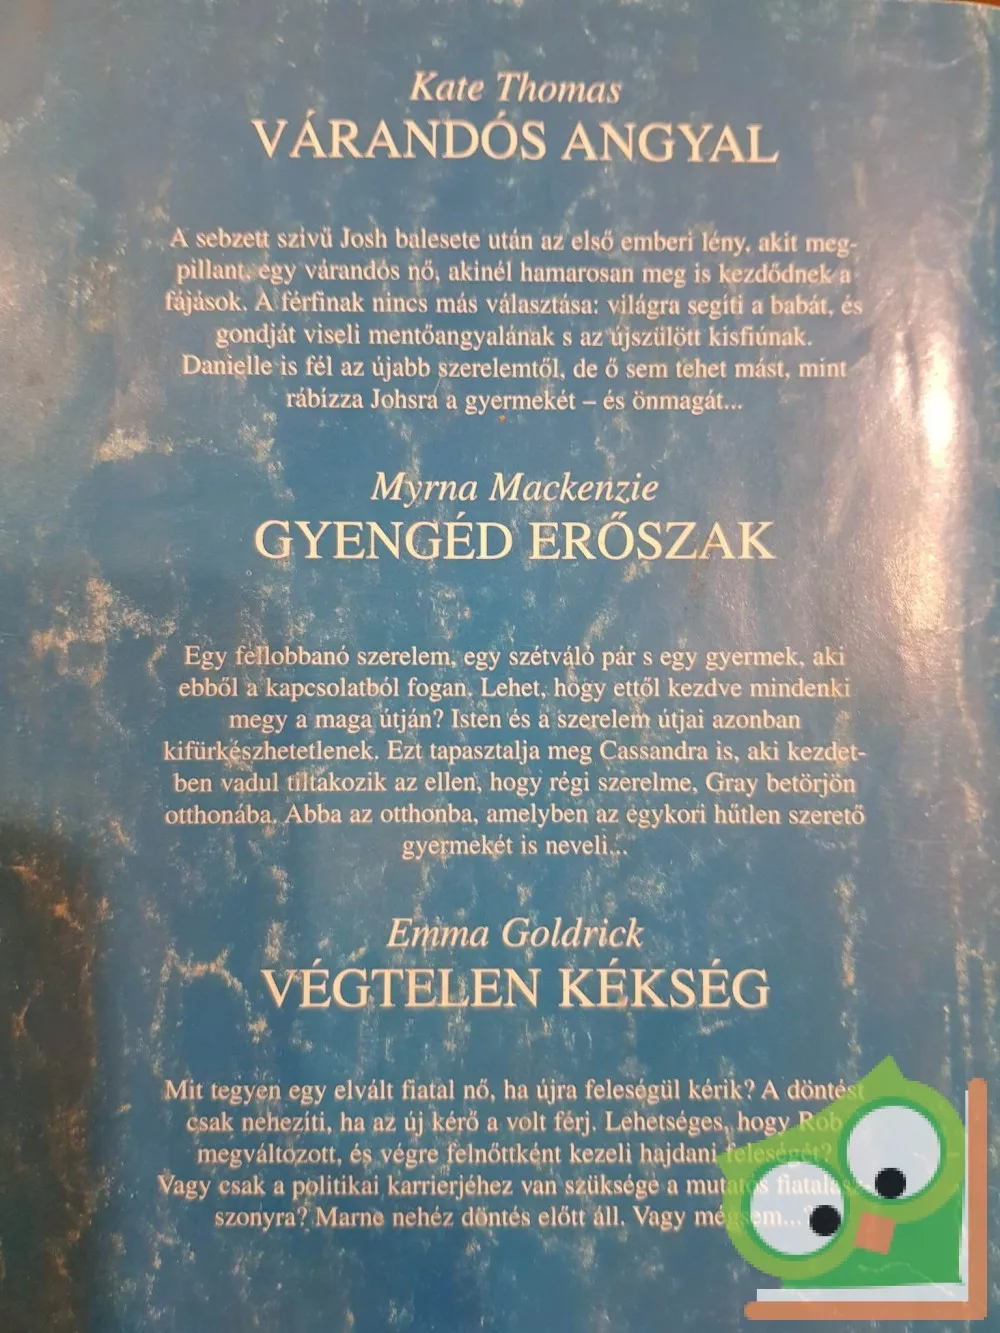 Kate Thomas
VÁRANDÓS ANGYAL
A sebzett szivű Josh balesete után az első emberi lény, akit meg-
pillant, egy várandós nő, akinél hamarosan meg is kezdődnek a
fájások. A férfinak nincs más választása: világra segíti a babát, és
gondját viseli mentőangyalának s az újszülött kisfiúnak.
Danielle is fél az újabb szerelemtől, de ő sem tehet mást, mint
rábízza Johsra a gyermekét – és önmagát...
Myrna Mackenzie
GYENGÉD ERŐSZAK
Egy fellobbanó szerelem, egy szétváló pár s egy gyermek, aki
ebből a kapcsolatból fogan. Lehet, hogy ettől kezdve mindenki
megy a maga útján? Isten és a szerelem útjai azonban
kifürkészhetetlenek. Ezt tapasztalja meg Cassandra is, aki kezdet-
ben vadul tiltakozik az ellen, hogy régi szerelme, Gray betörjön
otthonába. Abba az otthonba, amelyben az egykori hűtlen szerető
gyermekét is neveli...
Emma Goldrick
VÉGTELEN KÉKSÉG
Mit tegyen egy elvált fiatal nő, ha újra feleségül kérik? A döntést
csak nehezíti, ha az új kérő a volt férj. Lehetséges, hogy Rob
megváltozott, és végre felnőttként kezeli hajdani feleségét?
Vagy csak a politikai karrierjéhez van szüksége a mutatós fiatalasz-
szonyra? Marne nehéz döntés előtt áll. Vagy mégsem...?